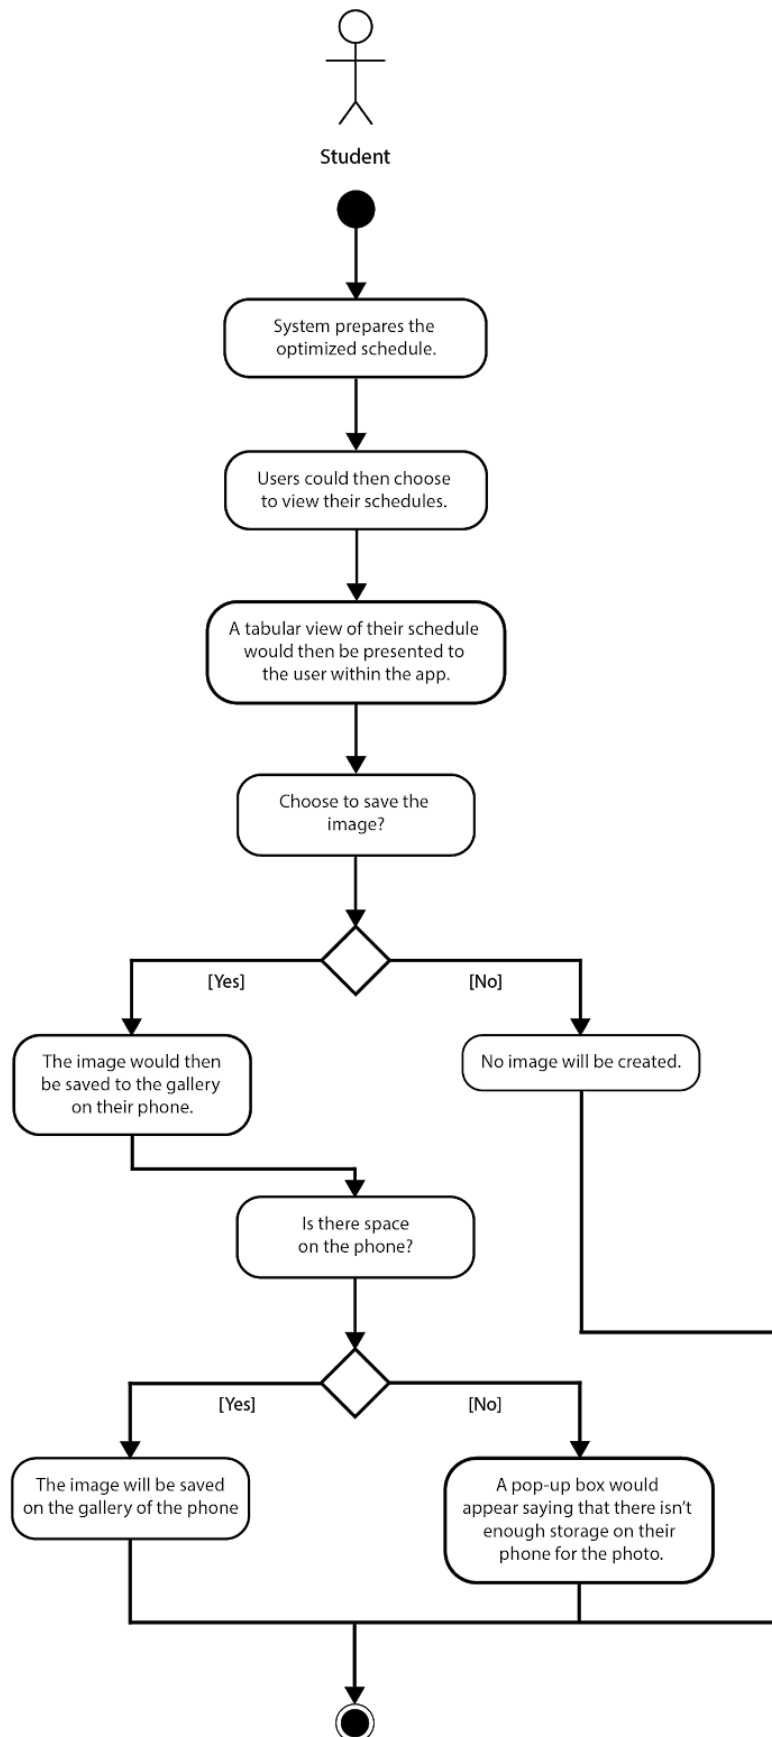 Student
System prepares the
optimized schedule.
Users could then choose
to view their schedules.
A tabular view of their schedule
would then be presented to
the user within the app.
Choose to save the
image?
[Yes]
[No]
The image would then
be saved to the gallery
on their phone.
No image will be created.
Is there space
on the phone?
[Yes]
[No]
The image will be saved
on the gallery of the phone
A pop-up box would
appear saying that there isn't
enough storage on their
phone for the photo.